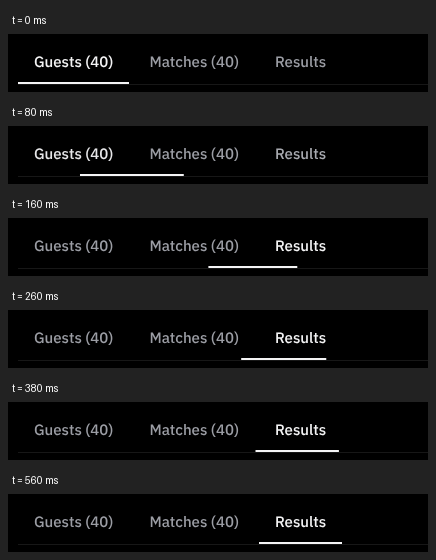 t = 0 ms
Guests (40) Matches (40) Results
t = 80 ms
Guests (40) Matches (40) Results
t = 160 ms
Guests (40) Matches (40) Results
t = 260 ms
Guests (40) Matches (40) Results
t = 380 ms
Guests (40) Matches (40) Results
t = 560 ms
Guests (40) Matches (40) Results